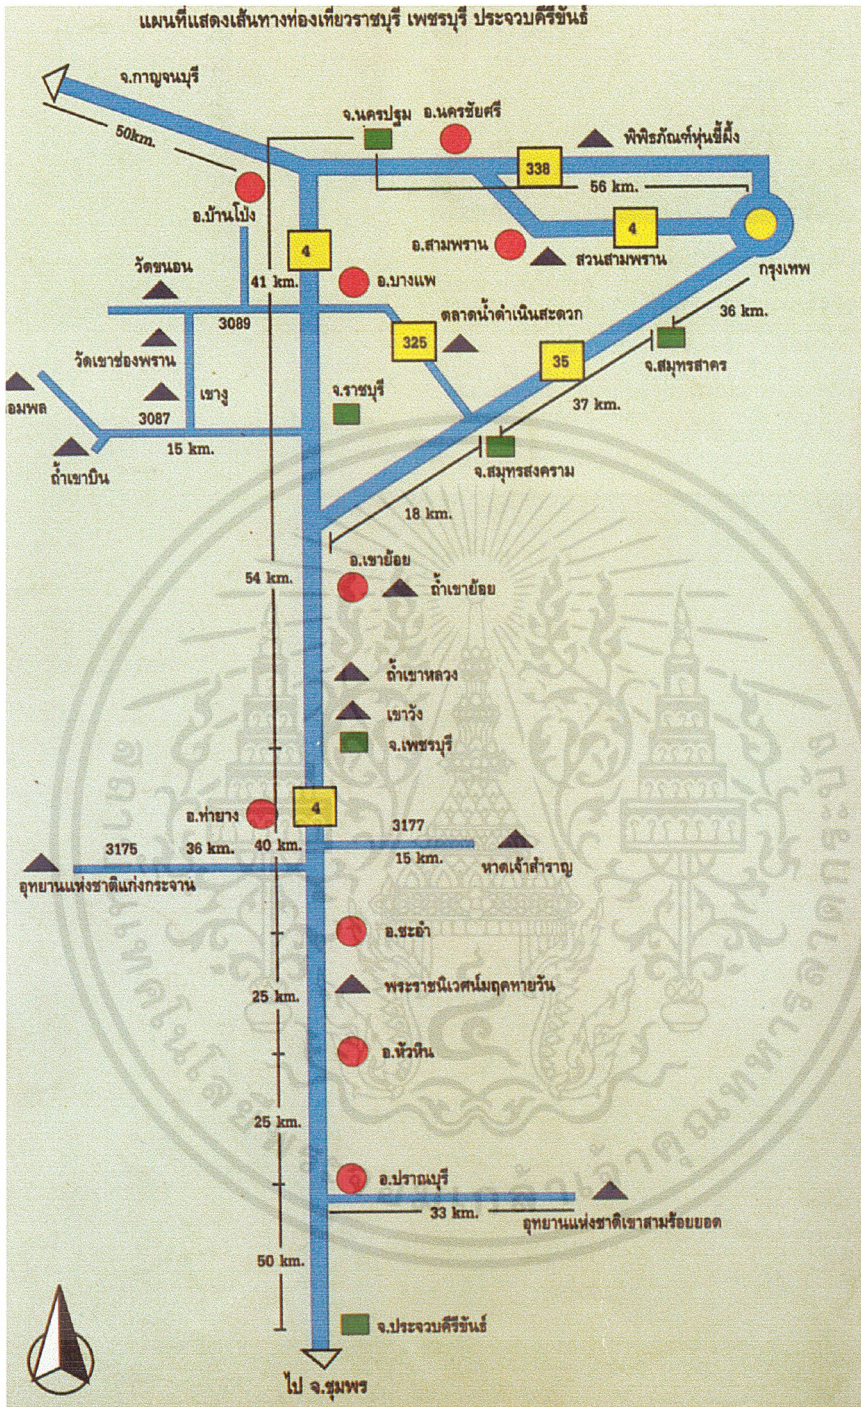 แผนที่แสดงเส้นทางท่องเที่ยวราชบุรี เพชรบุรี ประจวบคีรีขันธ์
จ.กาญจนบุรี
50km.
จ.นครปฐม
อ.นครชัยศรี
พิพิธภัณฑ์หุ่นขี้ผึ้ง
338
56 km.
อ.บ้านโป่ง
4
อ.สามพราน
สวนสามพราน
4
กรุงเทพ
วัดขนอน
41 km.
อ.บางแพ
3089
ตลาดน้ำดำเนินสะดวก
36 km.
325
วัดเขาช่องพราน
35
จ.สมุทรสาคร
อมพล
3087
เขางู
จ.ราชบุรี
37 km.
15 km.
ถ้ำเขาบิน
จ.สมุทรสงคราม
18 km.
อ.เขาย้อย
54 km.
ถ้ำเขาย้อย
ถ้ำเขาหลวง
เขาวัง
จ.เพชรบุรี
4
อ.ท่ายาง
3177
3175
36 km.
40 km.
15 km.
หาดเจ้าสำราญ
อุทยานแห่งชาติแก่งกระจาน
อ.ชะอำ
25 km.
พระราชนิเวศน์มฤคทายวัน
อ.หัวหิน
25 km.
อ.ปราณบุรี
33 km.
อุทยานแห่งชาติเขาสามร้อยยอด
50 km.
จ.ประจวบคีรีขันธ์
ไป จ.ชุมพร